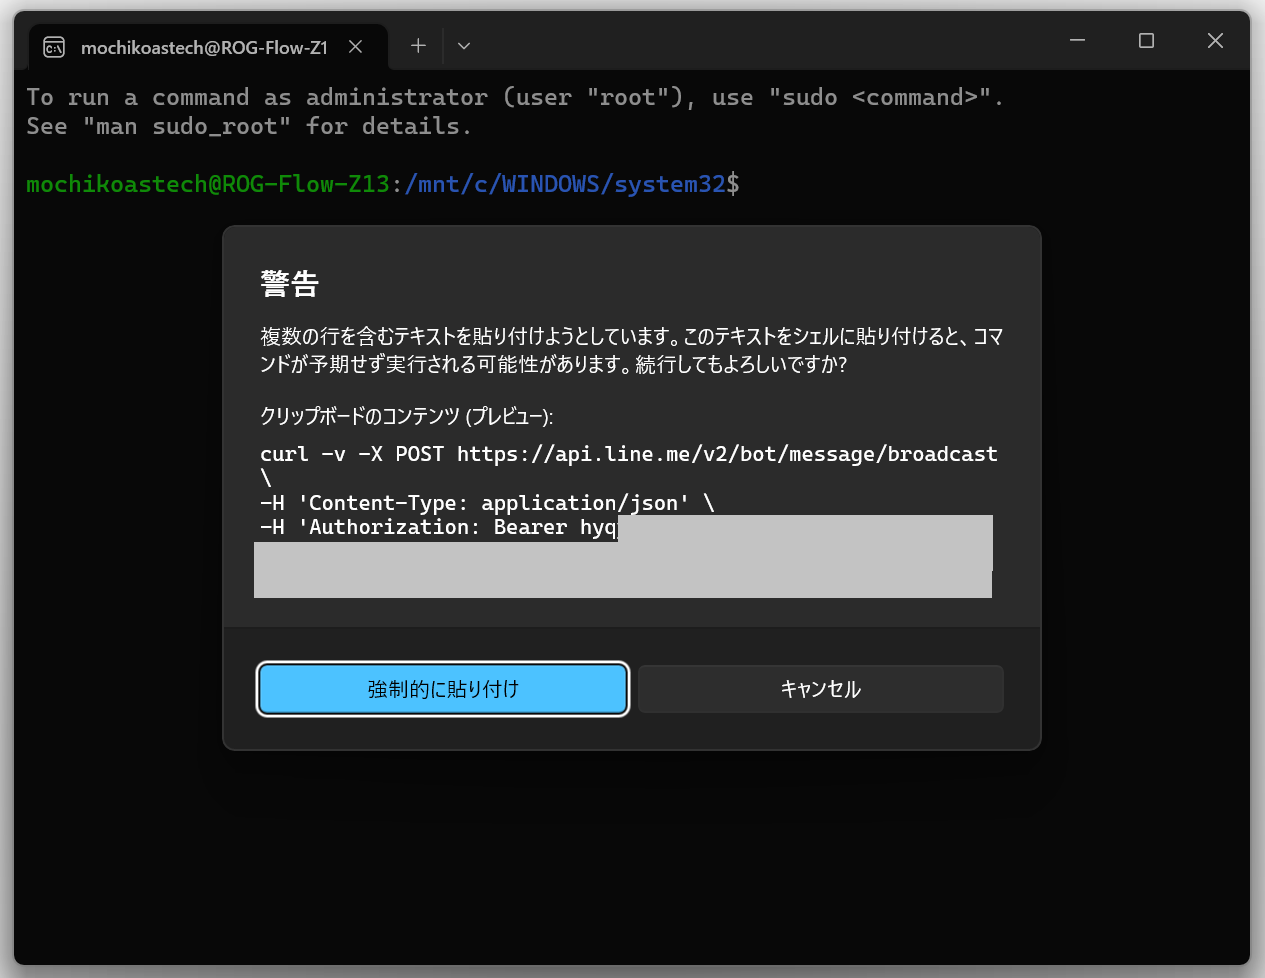 mochikoastech@ROG-Flow-Z1
To run a command as administrator (user "root"), use "sudo <command>".
See "man sudo_root" for details.
mochikoastech@ROG-Flow-Z13:/mnt/c/WINDOWS/system32$
警告
複数の行を含むテキストを貼り付けようとしています。このテキストをシェルに貼り付けると、コマ
ンドが予期せず実行される可能性があります。続行してもよろしいですか?
クリップボードのコンテンツ (プレビュー):
curl -v -X POST https://api.line.me/v2/bot/message/broadcast
\
-H 'Content-Type: application/json' \
-H 'Authorization: Bearer hyq
強制的に貼り付け
キャンセル